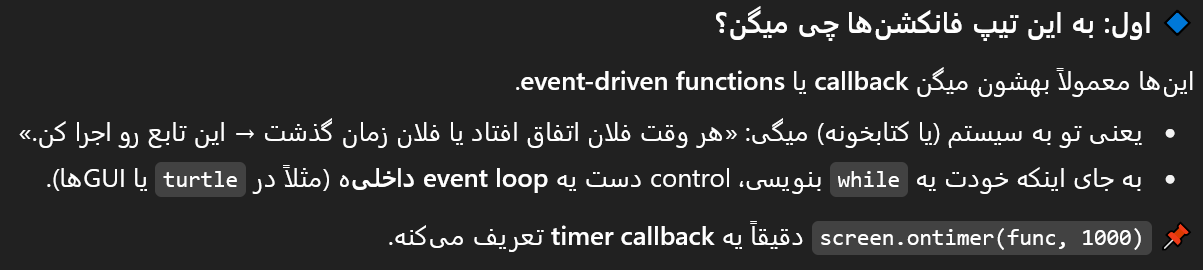 🔷 اول: به این تیپ فانکشن‌ها چی میگن؟
این‌ها معمولاً بهشون میگن callback یا event-driven functions.
• یعنی تو به سیستم (یا کتابخونه) میگی: «هر وقت فلان اتفاق افتاد یا فلان زمان گذشت → این تابع رو اجرا کن.»
• به جای اینکه خودت یه while بنویسی، control دست یه event loop داخلی‌ه (مثلاً در turtle یا GUIها).
📌 screen.ontimer(func, 1000) دقیقاً یه timer callback تعریف می‌کنه.